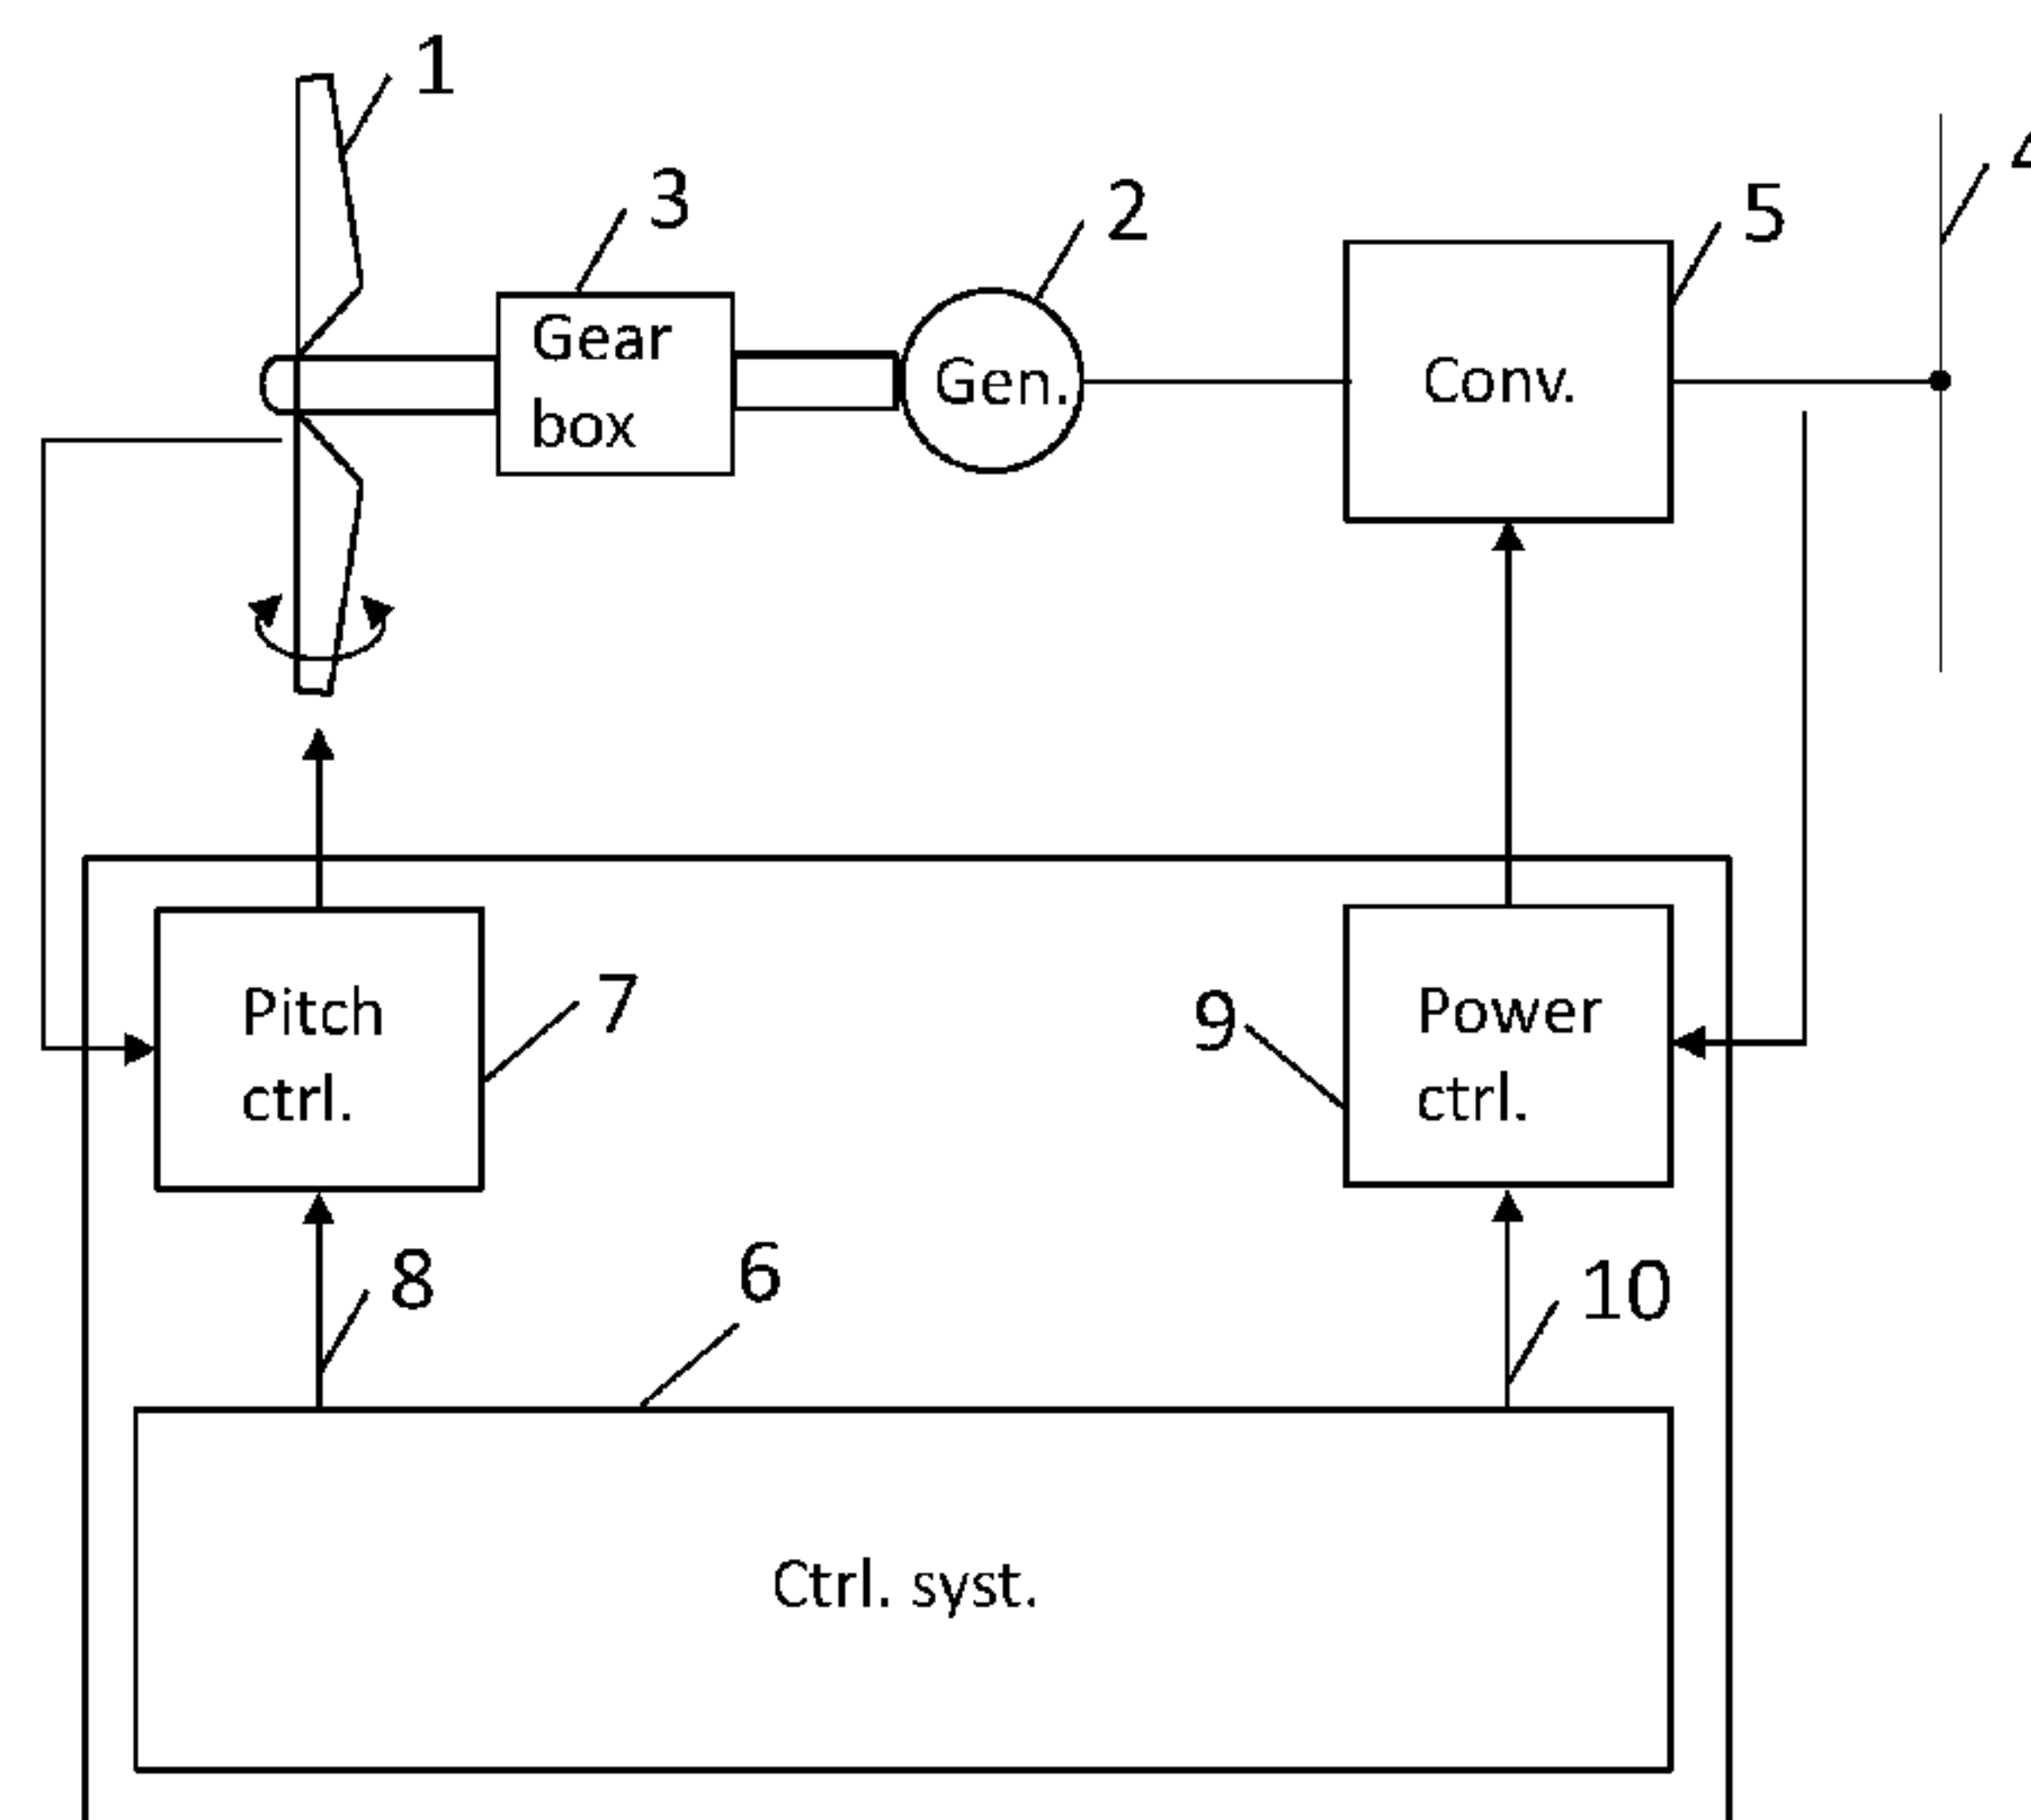 1
3
2
5
4
Gear
box
Gen.
Conv.
7
9
Pitch
ctrl.
Power
ctrl.
8
6
10
Ctrl. syst.